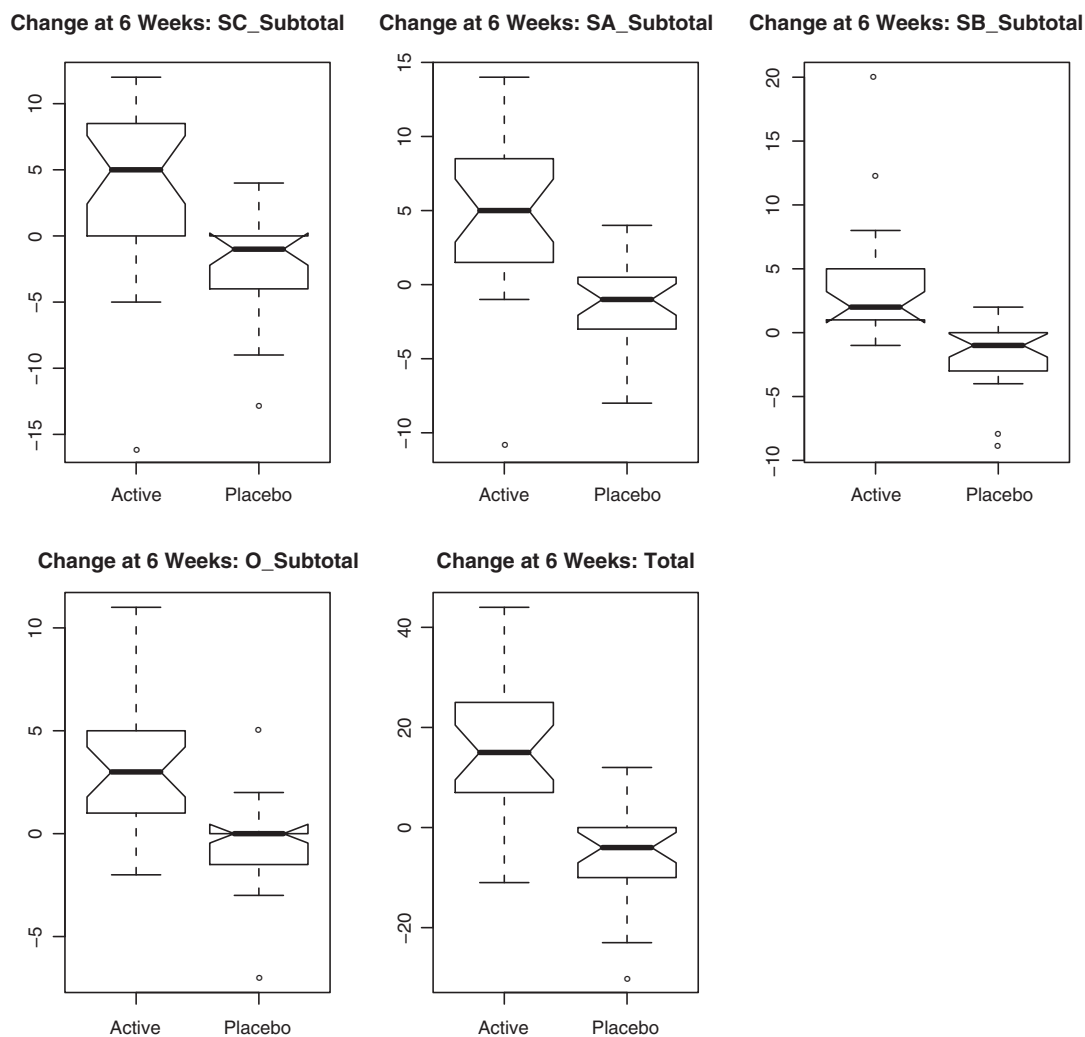 Change at 6 Weeks: SC_Subtotal
10
5
0
−5
−10
−15
Active Placebo
Change at 6 Weeks: SA_Subtotal
15
10
5
0
−5
−10
Active Placebo
Change at 6 Weeks: SB_Subtotal
20
15
10
5
0
−5
−10
Active Placebo
Change at 6 Weeks: O_Subtotal
10
5
0
−5
Active Placebo
Change at 6 Weeks: Total
40
20
0
−20
Active Placebo